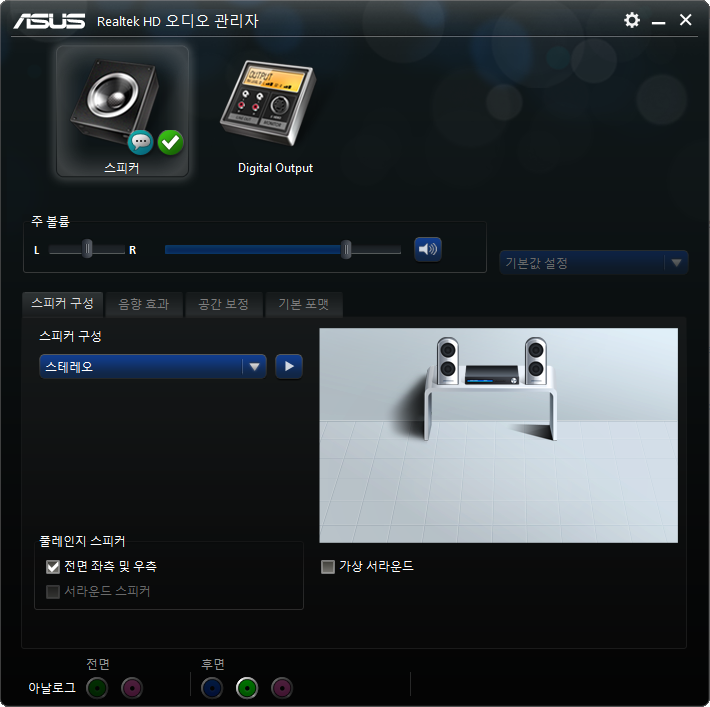 ASUS Realtek HD 오디오 관리자
OUTPUT
스피커
Digital Output
주 볼륨
L R
기본값 설정
스피커 구성 음향 효과 공간 보정 기본 포맷
스피커 구성
스테레오
풀레인지 스피커
전면 좌측 및 우측
서라운드 스피커
가상 서라운드
전면 후면
아날로그